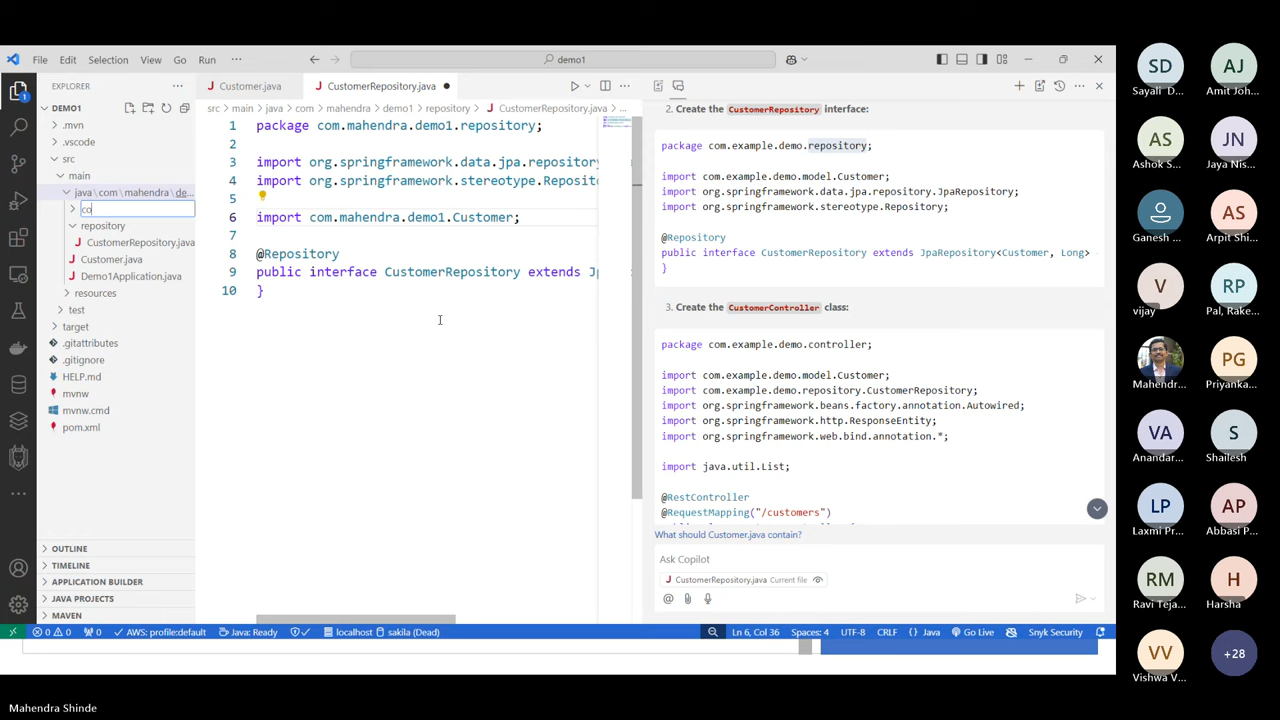 File Edit Selection View Go Run ···
demo1
EXPLORER
DEMO1
.mvn
.vscode
src
main
java\com\mahendra\de...
co
repository
CustomerRepository.java
Customer.java
Demo1Application.java
resources
test
target
.gitattributes
.gitignore
HELP.md
mvnw
mvnw.cmd
pom.xml
OUTLINE
TIMELINE
APPLICATION BUILDER
JAVA PROJECTS
MAVEN
Customer.java
CustomerRepository.java
src > main > java > com > mahendra > demo1 > repository > CustomerRepository.java > ...
1 package com.mahendra.demo1.repository;
2
3 import org.springframework.data.jpa.repository
4 import org.springframework.stereotype.Reposito
5
6 import com.mahendra.demo1.Customer;
7
8 @Repository
9 public interface CustomerRepository extends Jp
10 }
2. Create the CustomerRepository interface:
package com.example.demo.repository;
import com.example.demo.model.Customer;
import org.springframework.data.jpa.repository.JpaRepository;
import org.springframework.stereotype.Repository;
@Repository
public interface CustomerRepository extends JpaRepository<Customer, Long>
}
3. Create the CustomerController class:
package com.example.demo.controller;
import com.example.demo.model.Customer;
import com.example.demo.repository.CustomerRepository;
import org.springframework.beans.factory.annotation.Autowired;
import org.springframework.http.ResponseEntity;
import org.springframework.web.bind.annotation.*;
import java.util.List;
@RestController
@RequestMapping("/customers")
What should Customer.java contain?
Ask Copilot
CustomerRepository.java Current file
0 0 0 AWS: profile:default Java: Ready localhost sakila (Dead)
Ln 6, Col 36 Spaces: 4 UTF-8 CRLF {} Java Go Live Snyk Security
SD
Sayali D...
AJ
Amit Joh...
AS
Ashok S...
JN
Jaya Nis...
Ganesh ...
AS
Arpit Shi...
V
vijay
RP
Pal, Rake...
Mahendr...
PG
Priyanka...
VA
Anandar...
S
Shailesh
LP
Laxmi Pr...
AP
Abbasi P...
RM
Ravi Teja...
H
Harsha
VV
Vishwa V...
+28
Mahendra Shinde